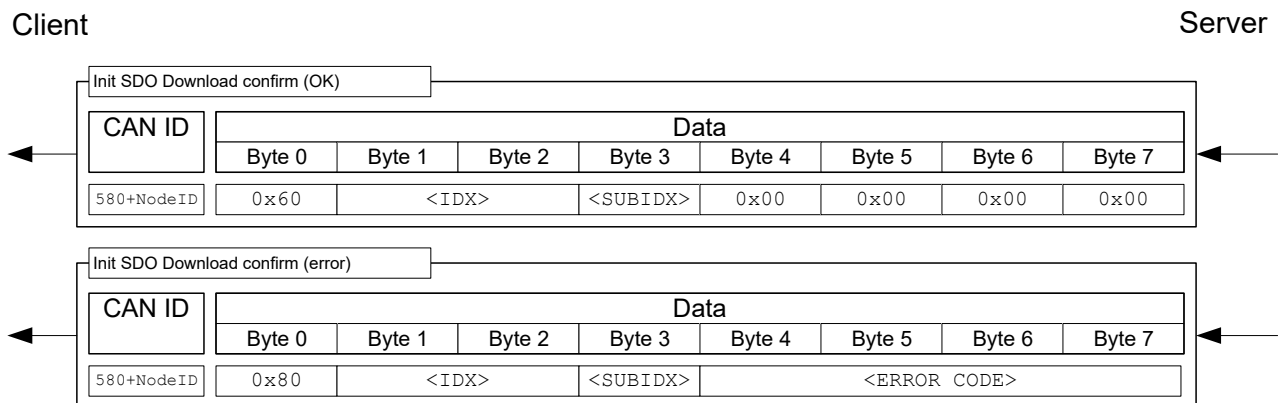 Client Server
Init SDO Download confirm (OK)
CAN ID Data
Byte 0 Byte 1 Byte 2 Byte 3 Byte 4 Byte 5 Byte 6 Byte 7
580+NodeID 0x60 <IDX> <SUBIDX> 0x00 0x00 0x00 0x00
Init SDO Download confirm (error)
CAN ID Data
Byte 0 Byte 1 Byte 2 Byte 3 Byte 4 Byte 5 Byte 6 Byte 7
580+NodeID 0x80 <IDX> <SUBIDX> <ERROR CODE>